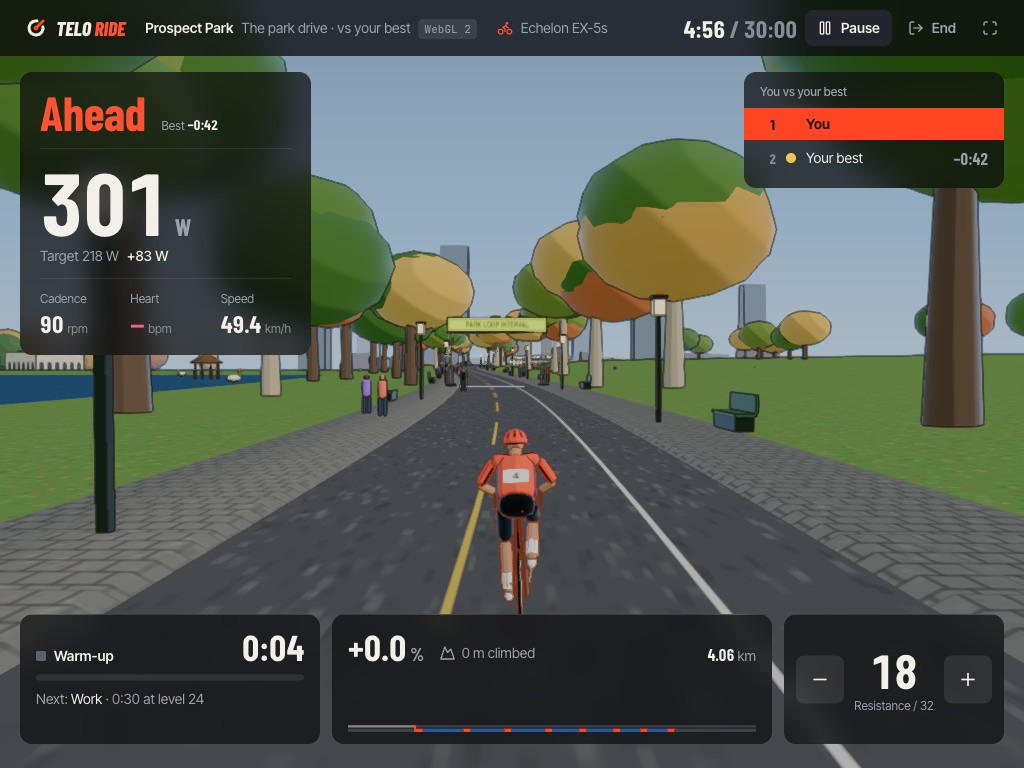 TELO RIDE Prospect Park The park drive · vs your best WebGL 2 Echelon EX-5s 4:56 / 30:00 Pause End
Ahead Best −0:42
301 W
Target 218 W +83 W
Cadence Heart Speed
90 rpm – bpm 49.4 km/h
You vs your best
1 You
2 Your best −0:42
PARK LOOP INTERVAL
4
Warm-up 0:04
Next: Work · 0:30 at level 24
+0.0 % 0 m climbed 4.06 km
− 18 +
Resistance / 32